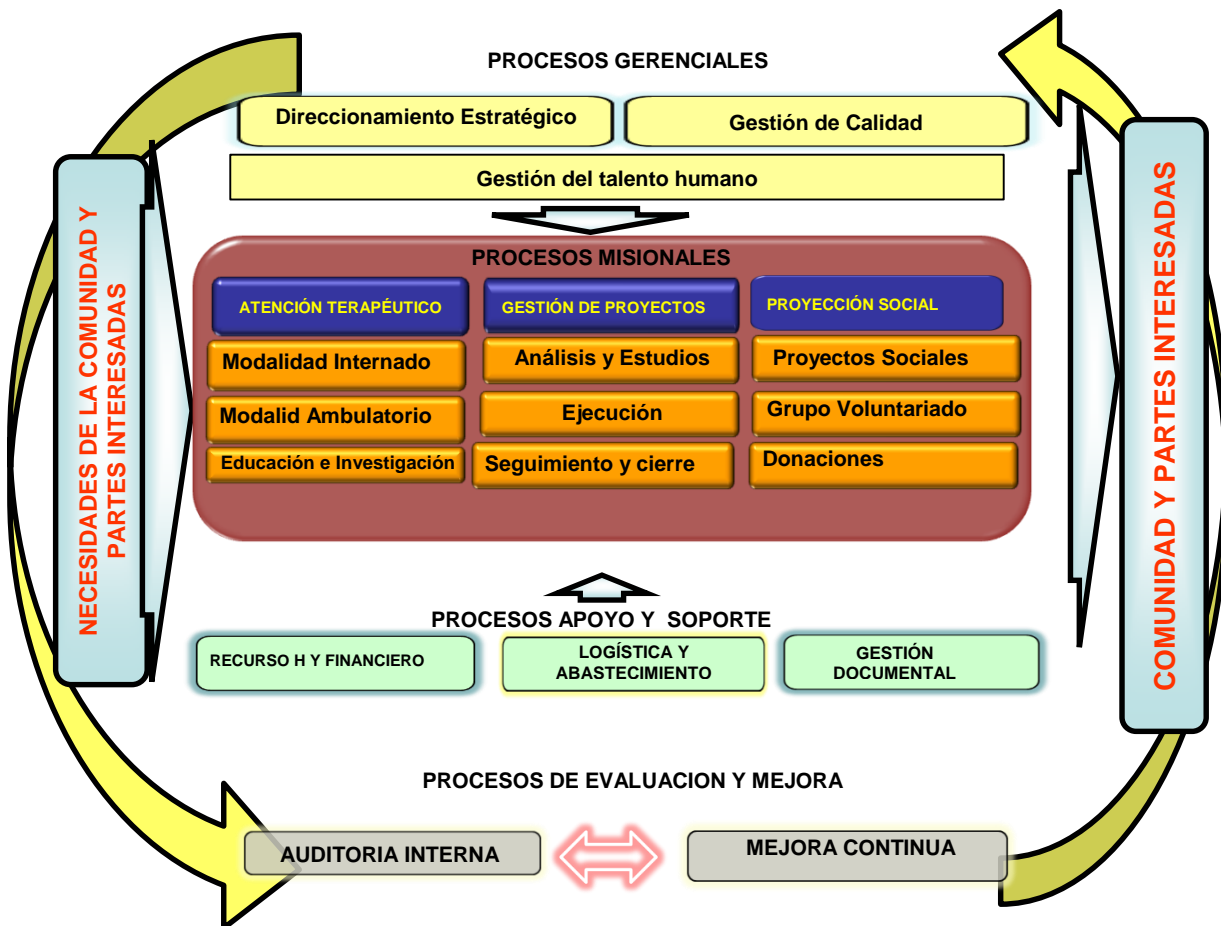 PROCESOS GERENCIALES
Direccionamiento Estratégico
Gestión de Calidad
Gestión del talento humano
NECESIDADES DE LA COMUNIDAD Y
PARTES INTERESADAS
PROCESOS MISIONALES
ATENCIÓN TERAPÉUTICO
GESTIÓN DE PROYECTOS
PROYECCIÓN SOCIAL
Modalidad Internado
Análisis y Estudios
Proyectos Sociales
Modalid Ambulatorio
Ejecución
Grupo Voluntariado
Educación e Investigación
Seguimiento y cierre
Donaciones
COMUNIDAD Y PARTES INTERESADAS
PROCESOS APOYO Y SOPORTE
RECURSO H Y FINANCIERO
LOGÍSTICA Y
ABASTECIMIENTO
GESTIÓN
DOCUMENTAL
PROCESOS DE EVALUACION Y MEJORA
AUDITORIA INTERNA
MEJORA CONTINUA